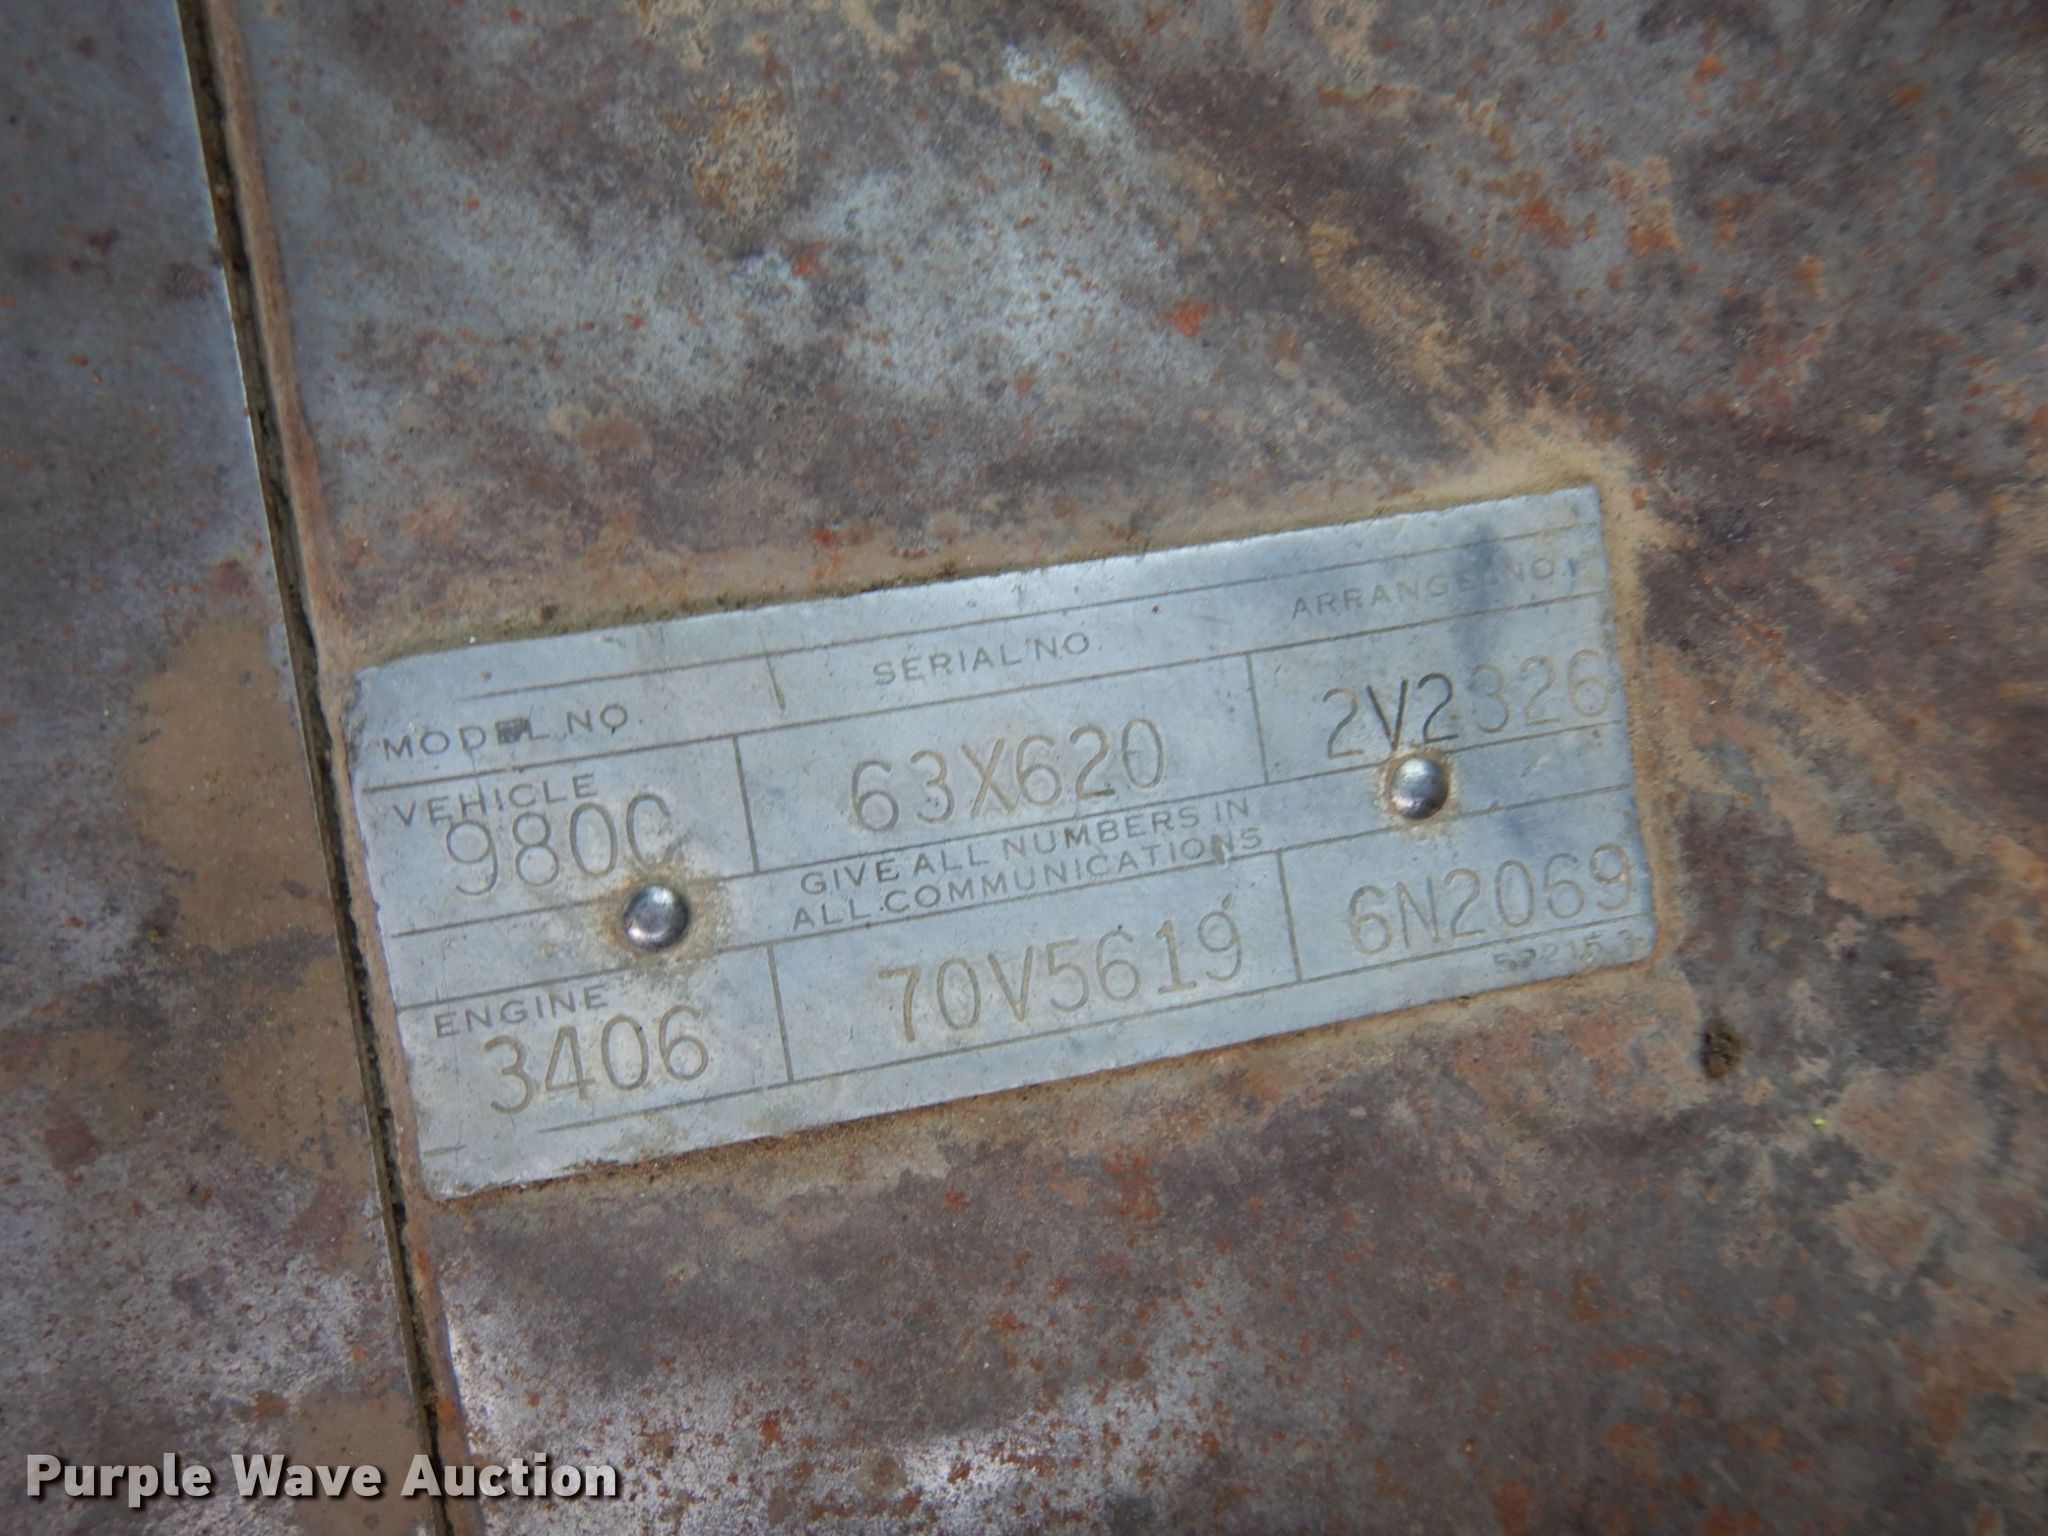 MODEL NO. SERIAL NO. ARRANGE. NO.
VEHICLE
980C 63X620 2V2326
GIVE ALL NUMBERS IN
ALL COMMUNICATIONS
ENGINE
3406 70V5619 6N2069
Purple Wave Auction